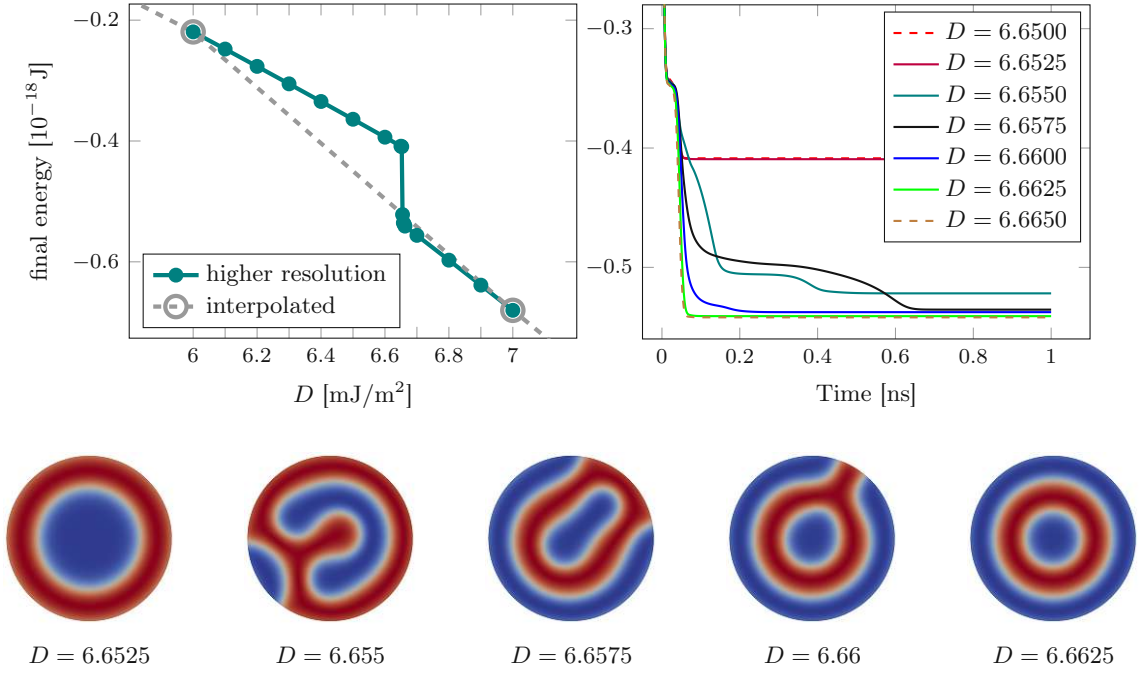 −0.2
−0.4
−0.6
final energy [10⁻¹⁸ J]
higher resolution
interpolated
6 6.2 6.4 6.6 6.8 7
D [mJ/m²]
−0.3
−0.4
−0.5
D = 6.6500
D = 6.6525
D = 6.6550
D = 6.6575
D = 6.6600
D = 6.6625
D = 6.6650
0 0.2 0.4 0.6 0.8 1
Time [ns]
D = 6.6525 D = 6.655 D = 6.6575 D = 6.66 D = 6.6625